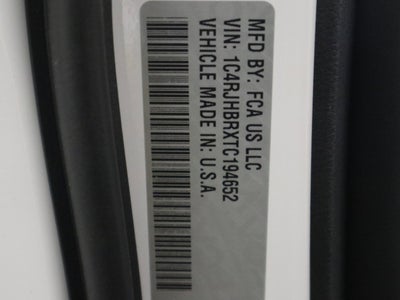 MFD BY: FCA US LLC
VIN: 1C4RJHBRXTC194652
VEHICLE MADE IN: U.S.A.